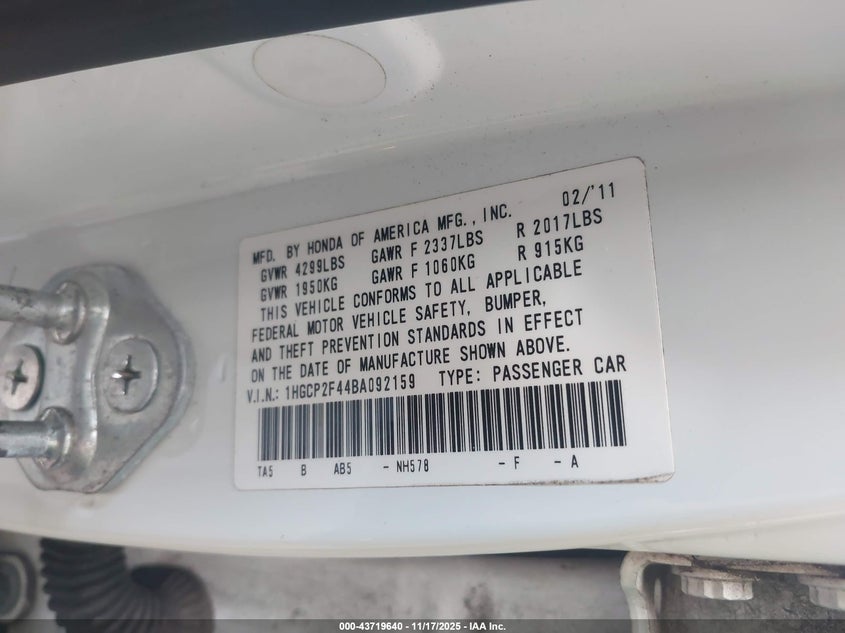 MFD. BY HONDA OF AMERICA MFG., INC. 02/'11
GVWR 4299LBS GAWR F 2337LBS R 2017LBS
GVWR 1950KG GAWR F 1060KG R 915KG
THIS VEHICLE CONFORMS TO ALL APPLICABLE
FEDERAL MOTOR VEHICLE SAFETY, BUMPER,
AND THEFT PREVENTION STANDARDS IN EFFECT
ON THE DATE OF MANUFACTURE SHOWN ABOVE.
V.I.N.: 1HGCP2F44BA092159 TYPE: PASSENGER CAR
TA5 B AB5 - NH578 - F - A
000-43719640 - 11/17/2025 - IAA Inc.